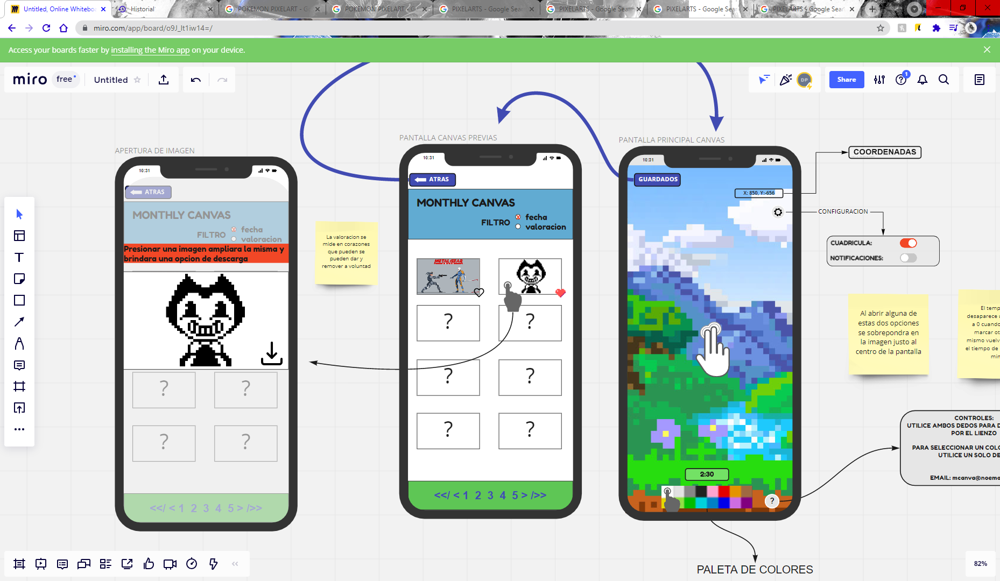 Untitled, Online Whiteboa
Historial
POKEMON PIXELART - G
POKEMON PIXELART - G
PIXELARTS - Google Sear
PIXELARTS - Google Sear
PIXELARTS - Google Sear
PIXELARTS - Google Sear
miro.com/app/board/o9J_lt1iw14=/
Access your boards faster by installing the Miro app on your device.
miro free Untitled
DP
Share
1
APERTURA DE IMAGEN
10:31
ATRAS
MONTHLY CANVAS
FILTRO
fecha
valoracion
Presionar una imagen ampliara la misma y
brindara una opcion de descarga
? ?
? ?
<</ < 1 2 3 4 5 > />>
La valoracion se
mide en corazones
que pueden se
pueden dar y
remover a voluntad
PANTALLA CANVAS PREVIAS
10:31
ATRAS
MONTHLY CANVAS
FILTRO
fecha
valoracion
METAL GEAR
? ?
? ?
? ?
<</ < 1 2 3 4 5 > />>
PANTALLA PRINCIPAL CANVAS
10:31
GUARDADOS
X: 850, Y:-656
2:30
?
COORDENADAS
CONFIGURACION
CUADRICULA:
NOTIFICACIONES:
Al abrir alguna de
estas dos opciones
se sobrepondra en
la imagen justo al
centro de la pantalla
El temp
desaparece
a 0 cuando
marcar ot
mismo vuelv
el tiempo de
min
CONTROLES:
UTILICE AMBOS DEDOS PARA D
POR EL LIENZO
PARA SELECCIONAR UN COLO
UTILICE UN SOLO DE
EMAIL: mcanva@noema
PALETA DE COLORES
82%